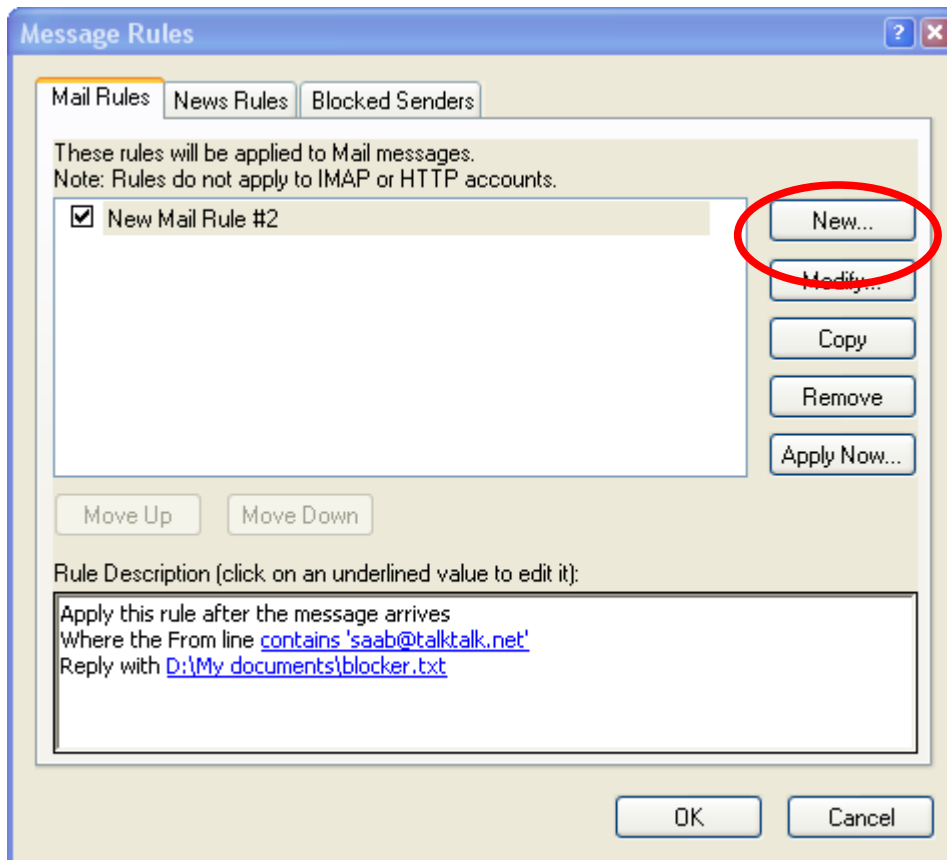 Message Rules
Mail Rules News Rules Blocked Senders
These rules will be applied to Mail messages.
Note: Rules do not apply to IMAP or HTTP accounts.
New Mail Rule #2
New...
Modify...
Copy
Remove
Apply Now...
Move Up Move Down
Rule Description (click on an underlined value to edit it):
Apply this rule after the message arrives
Where the From line contains 'saab@talktalk.net'
Reply with D:\My documents\blocker.txt
OK Cancel